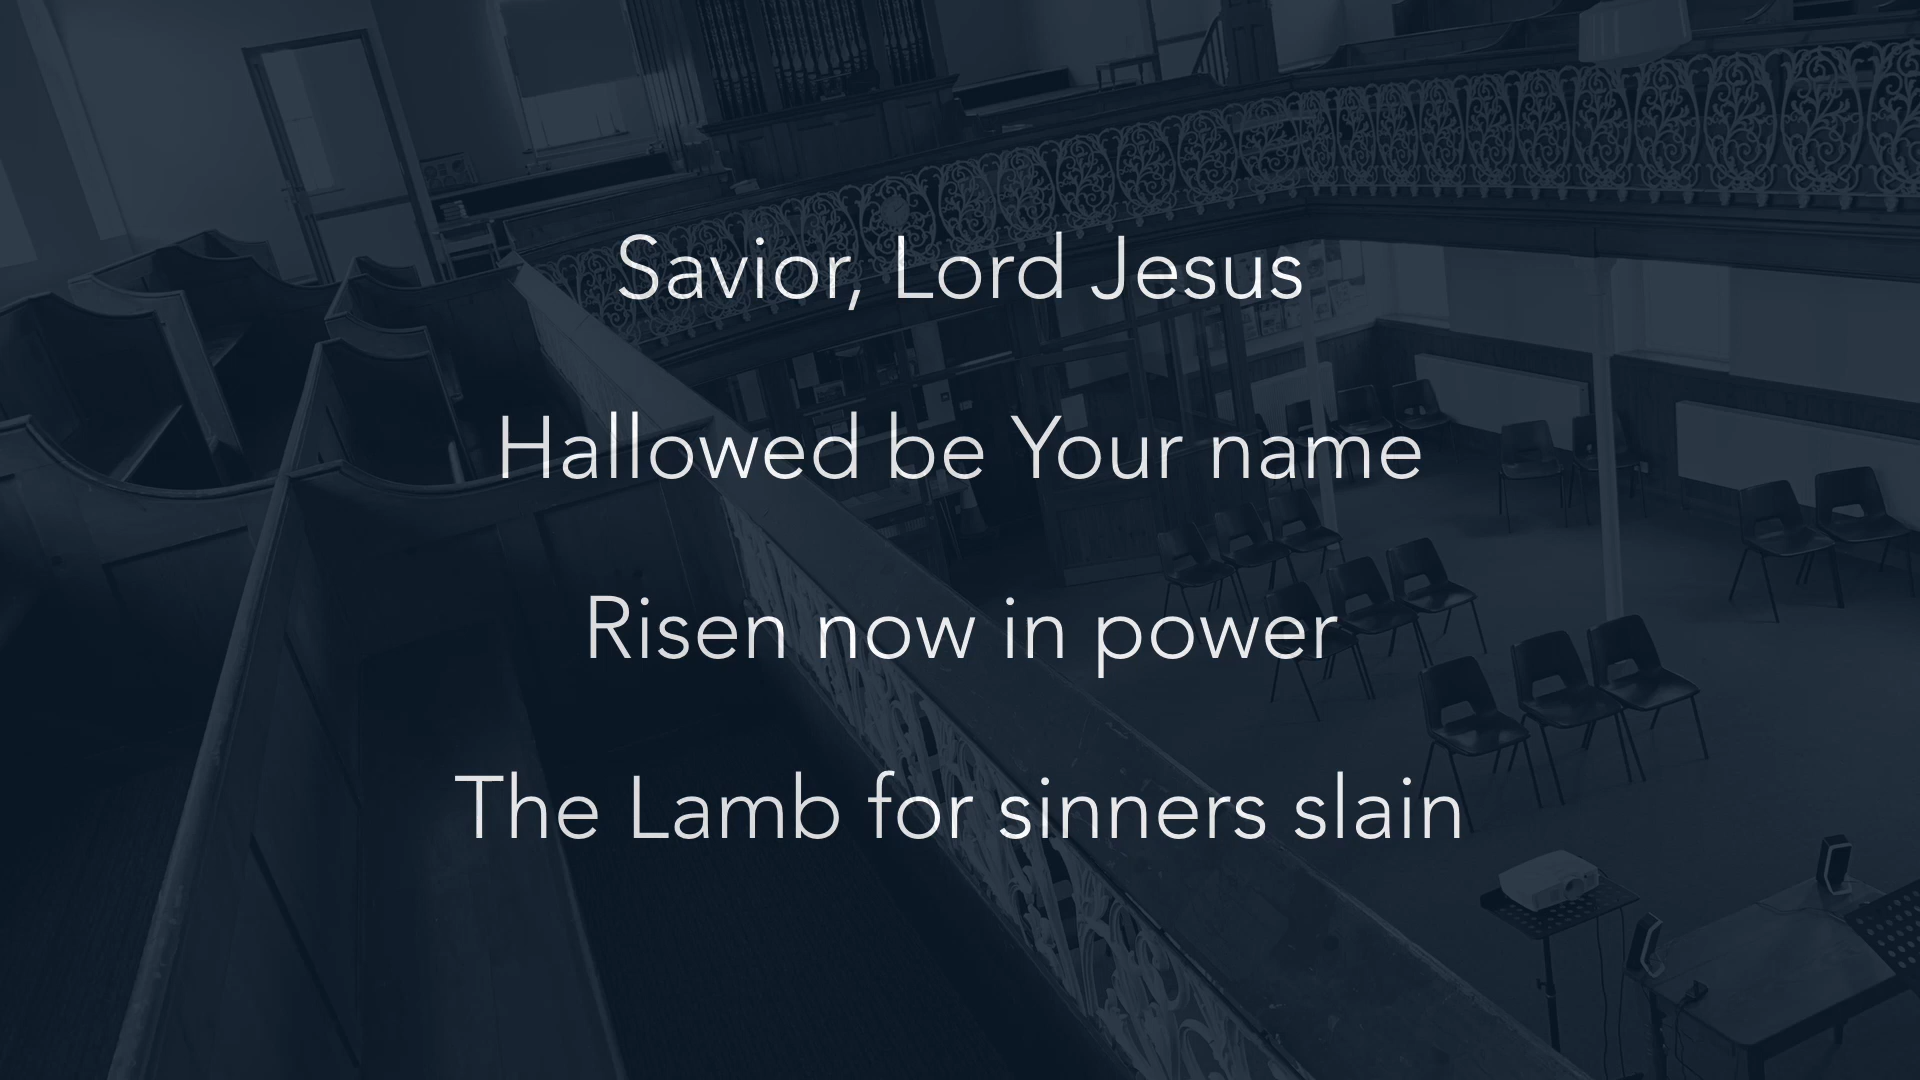 Savior, Lord Jesus
Hallowed be Your name
Risen now in power
The Lamb for sinners slain